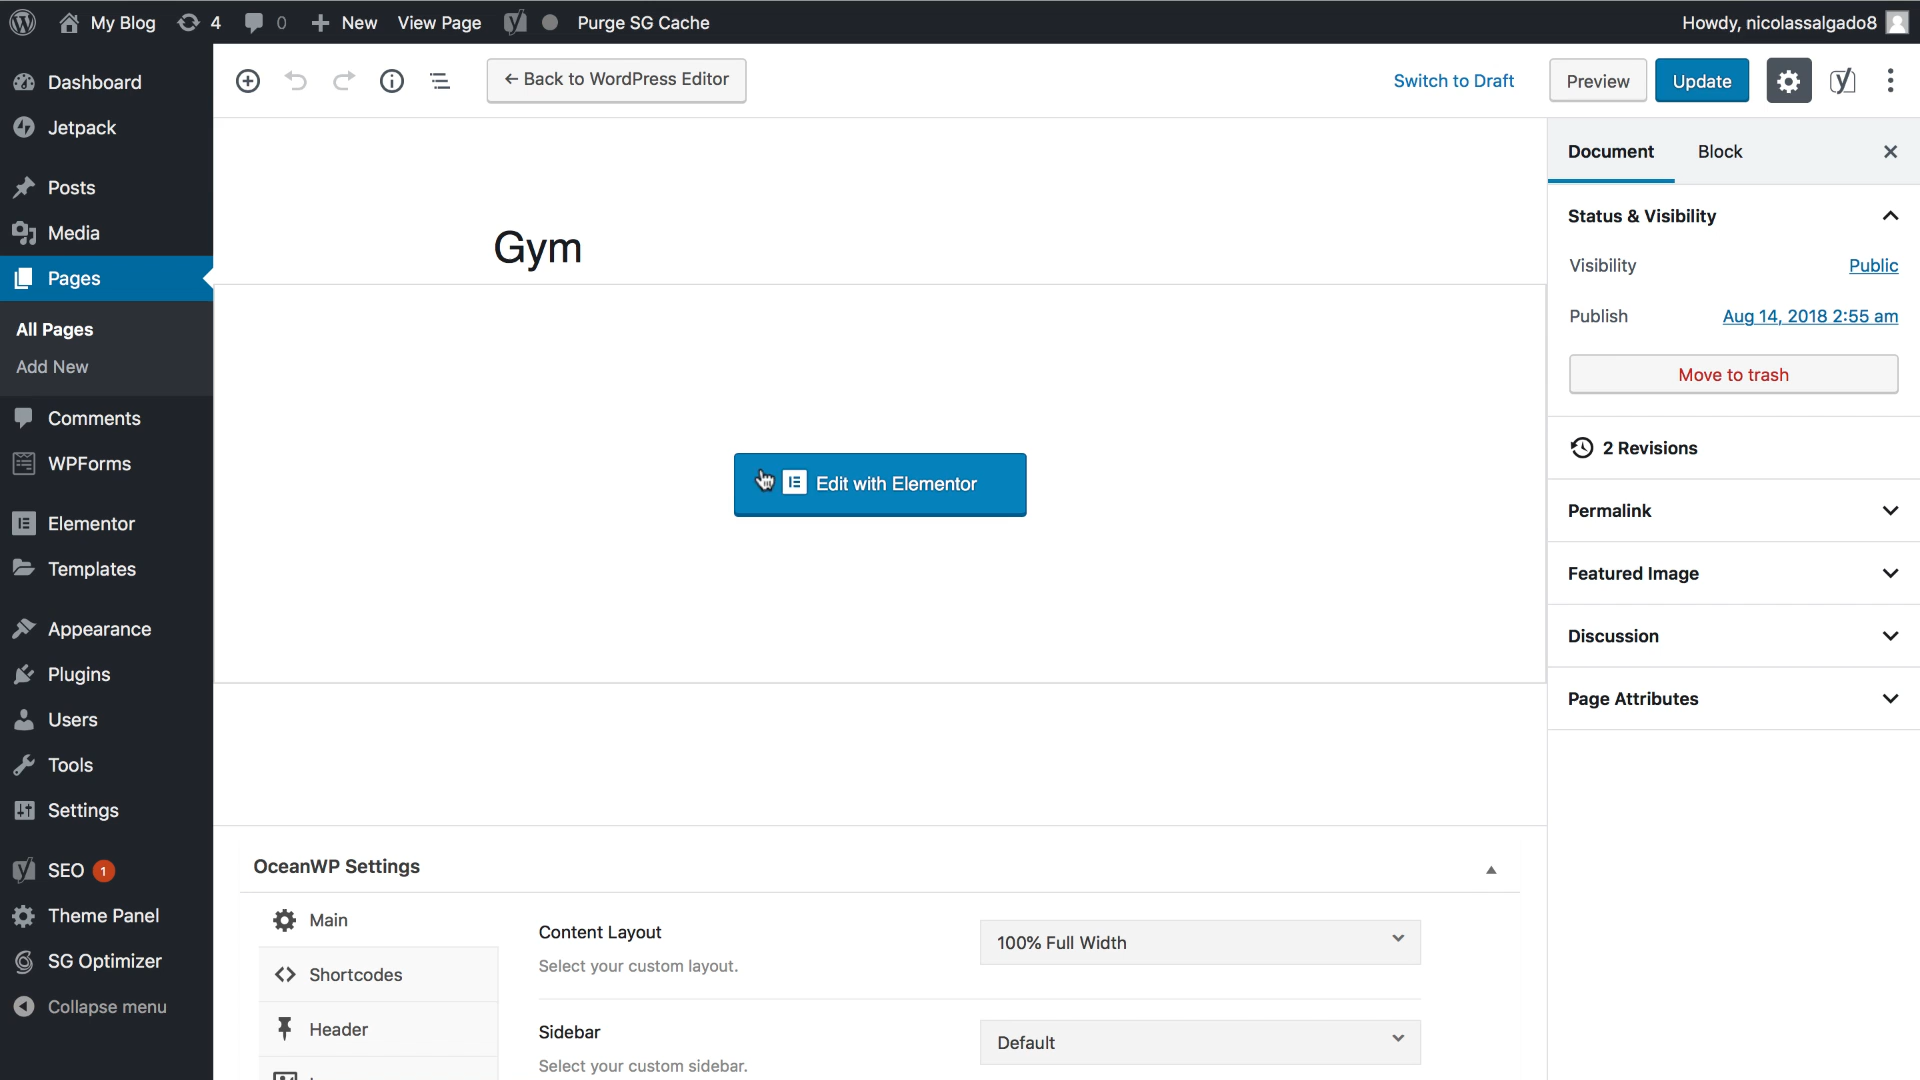 My Blog 4 0 New View Page Purge SG Cache Howdy, nicolassalgado8
Dashboard
Jetpack
Posts
Media
Pages
All Pages
Add New
Comments
WPForms
Elementor
Templates
Appearance
Plugins
Users
Tools
Settings
SEO 1
Theme Panel
SG Optimizer
Collapse menu
← Back to WordPress Editor
Switch to Draft
Preview
Update
Gym
Edit with Elementor
OceanWP Settings
Main
Shortcodes
Header
Content Layout
Select your custom layout.
100% Full Width
Sidebar
Select your custom sidebar.
Default
Document
Block
Status & Visibility
Visibility Public
Publish Aug 14, 2018 2:55 am
Move to trash
2 Revisions
Permalink
Featured Image
Discussion
Page Attributes